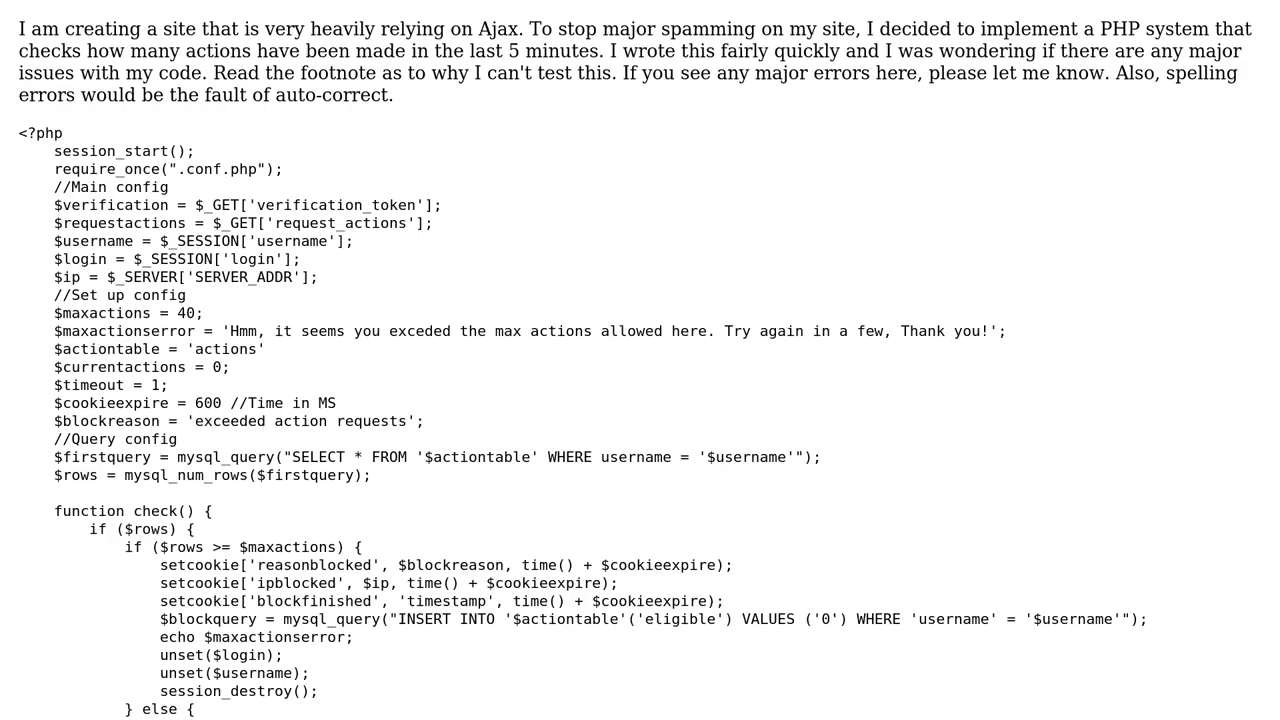 I am creating a site that is very heavily relying on Ajax. To stop major spamming on my site, I decided to implement a PHP system that
checks how many actions have been made in the last 5 minutes. I wrote this fairly quickly and I was wondering if there are any major
issues with my code. Read the footnote as to why I can't test this. If you see any major errors here, please let me know. Also, spelling
errors would be the fault of auto-correct.
<?php
    session_start();
    require_once(".conf.php");
    //Main config
    $verification = $_GET['verification_token'];
    $requestactions = $_GET['request_actions'];
    $username = $_SESSION['username'];
    $login = $_SESSION['login'];
    $ip = $_SERVER['SERVER_ADDR'];
    //Set up config
    $maxactions = 40;
    $maxactionserror = 'Hmm, it seems you exceded the max actions allowed here. Try again in a few, Thank you!';
    $actiontable = 'actions'
    $currentactions = 0;
    $timeout = 1;
    $cookieexpire = 600 //Time in MS
    $blockreason = 'exceeded action requests';
    //Query config
    $firstquery = mysql_query("SELECT * FROM '$actiontable' WHERE username = '$username'");
    $rows = mysql_num_rows($firstquery);

    function check() {
        if ($rows) {
            if ($rows >= $maxactions) {
                setcookie['reasonblocked', $blockreason, time() + $cookieexpire);
                setcookie['ipblocked', $ip, time() + $cookieexpire);
                setcookie['blockfinished', 'timestamp', time() + $cookieexpire);
                $blockquery = mysql_query("INSERT INTO '$actiontable'('eligible') VALUES ('0') WHERE 'username' = '$username'");
                echo $maxactionserror;
                unset($login);
                unset($username);
                session_destroy();
            } else {